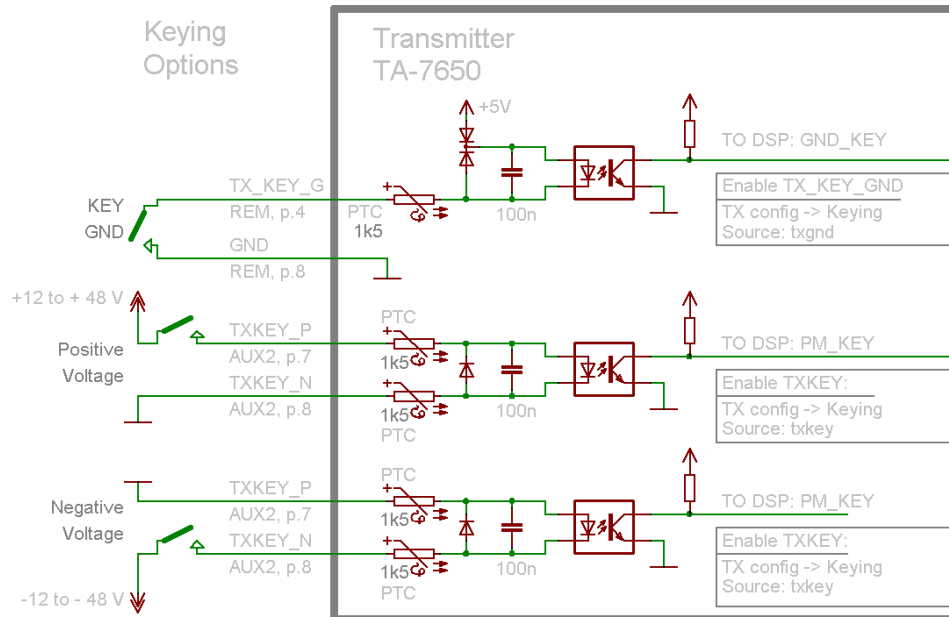 Keying
Options
Transmitter
TA-7650
+5V
TO DSP: GND_KEY
TX_KEY_G
REM, p.4
KEY
GND
GND
REM, p.8
+
PTC
1k5
100n
Enable TX_KEY_GND
TX config -> Keying
Source: txgnd
+12 to + 48 V
Positive
Voltage
TXKEY_P
AUX2, p.7
TXKEY_N
AUX2, p.8
PTC
+
1k5
+
1k5
PTC
100n
TO DSP: PM_KEY
Enable TXKEY:
TX config -> Keying
Source: txkey
Negative
Voltage
-12 to - 48 V
TXKEY_P
AUX2, p.7
TXKEY_N
AUX2, p.8
PTC
+
1k5
+
1k5
PTC
100n
TO DSP: PM_KEY
Enable TXKEY:
TX config -> Keying
Source: txkey